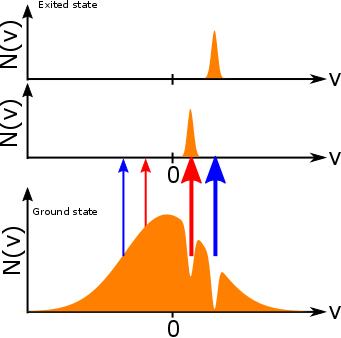 Exited state
N(v)
v
N(v)
v
0
Ground state
N(v)
v
0